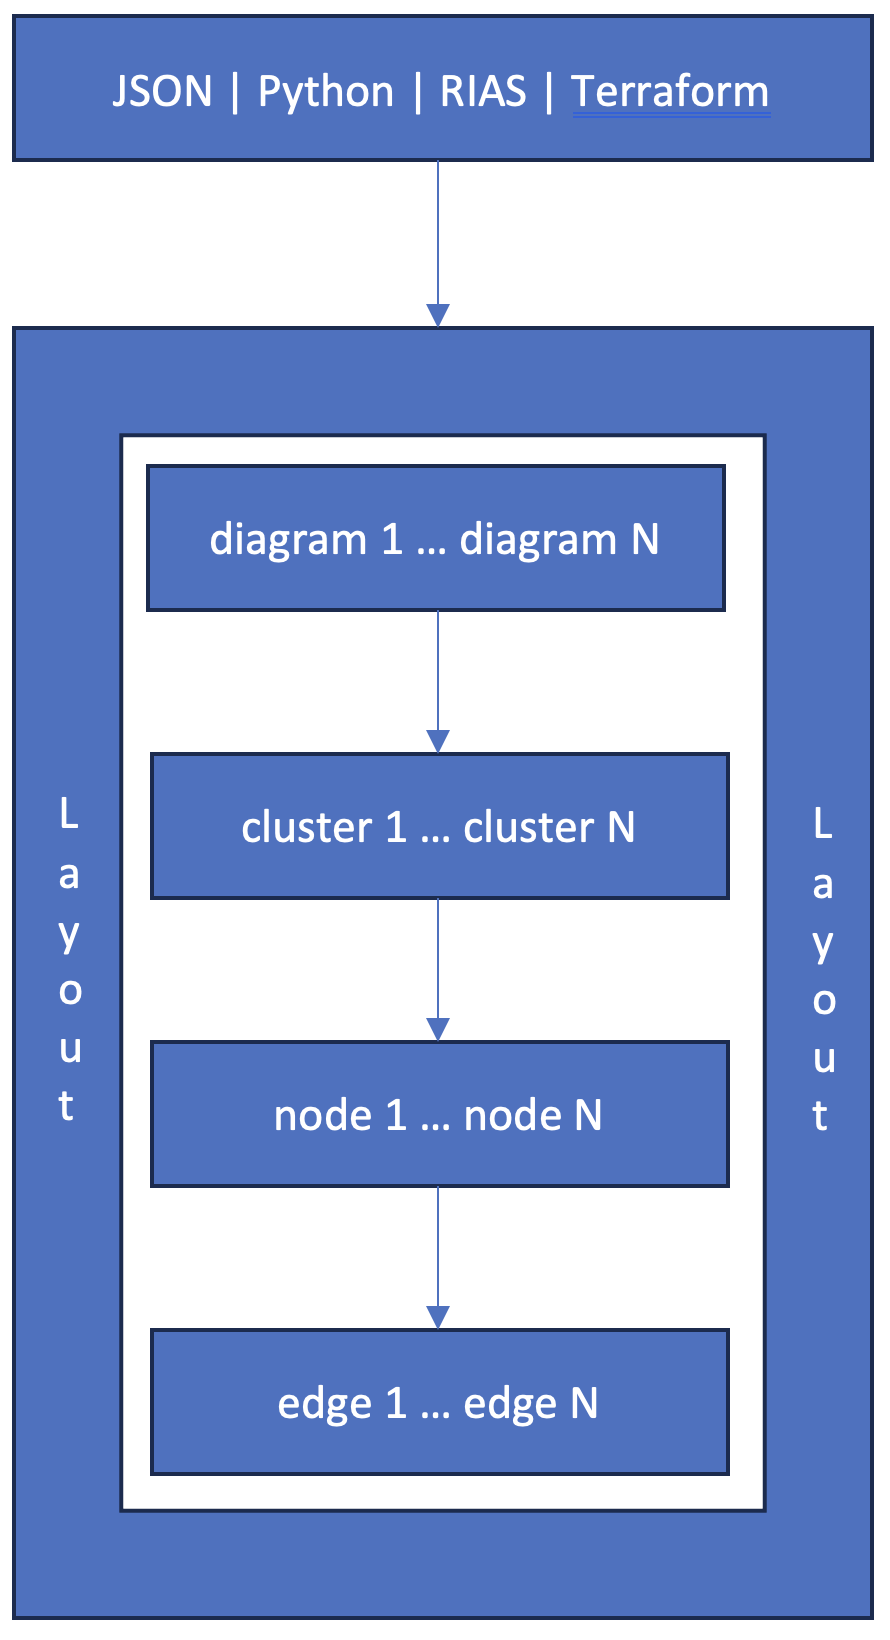 JSON | Python | RIAS | Terraform
diagram 1 ... diagram N
cluster 1 ... cluster N
Layout
Layout
node 1 ... node N
edge 1 ... edge N